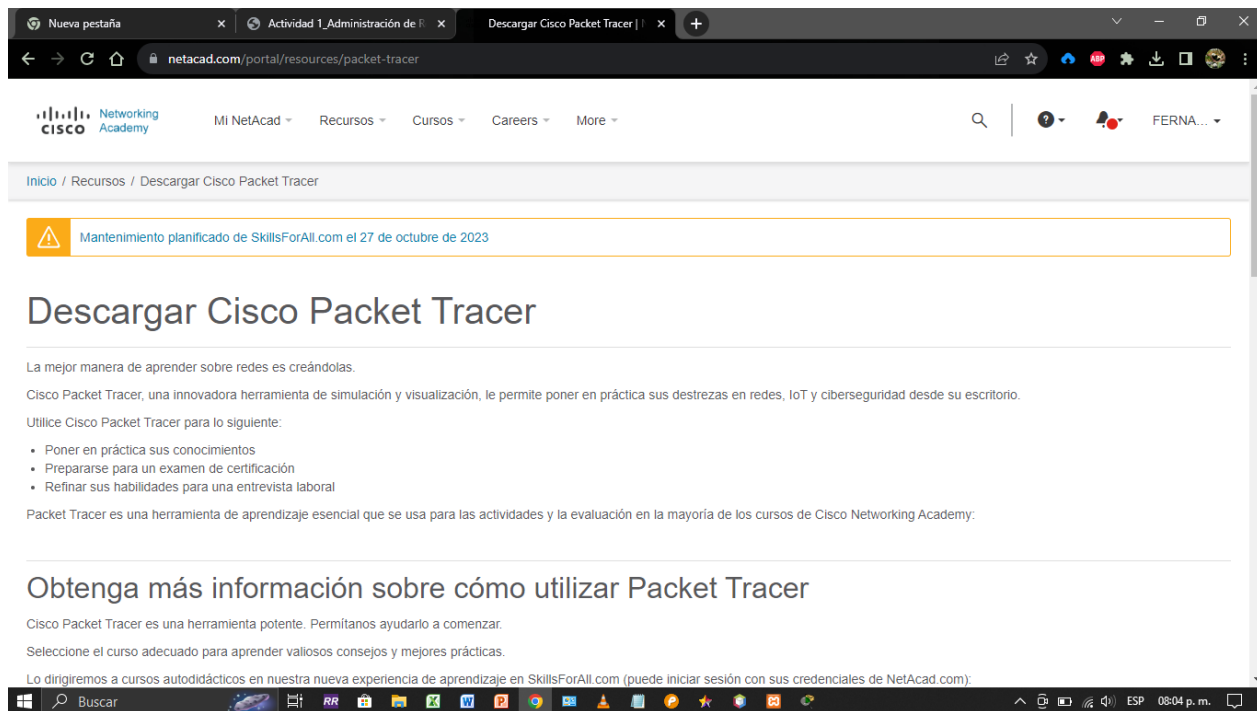 Nueva pestaña
Actividad 1_Administración de R
Descargar Cisco Packet Tracer | N
netacad.com/portal/resources/packet-tracer
ABP
CISCO Networking Academy
Mi NetAcad
Recursos
Cursos
Careers
More
FERNA...
Inicio / Recursos / Descargar Cisco Packet Tracer
Mantenimiento planificado de SkillsForAll.com el 27 de octubre de 2023
Descargar Cisco Packet Tracer
La mejor manera de aprender sobre redes es creándolas.
Cisco Packet Tracer, una innovadora herramienta de simulación y visualización, le permite poner en práctica sus destrezas en redes, IoT y ciberseguridad desde su escritorio.
Utilice Cisco Packet Tracer para lo siguiente:
• Poner en práctica sus conocimientos
• Prepararse para un examen de certificación
• Refinar sus habilidades para una entrevista laboral
Packet Tracer es una herramienta de aprendizaje esencial que se usa para las actividades y la evaluación en la mayoría de los cursos de Cisco Networking Academy:
Obtenga más información sobre cómo utilizar Packet Tracer
Cisco Packet Tracer es una herramienta potente. Permítanos ayudarlo a comenzar.
Seleccione el curso adecuado para aprender valiosos consejos y mejores prácticas.
Lo dirigiremos a cursos autodidácticos en nuestra nueva experiencia de aprendizaje en SkillsForAll.com (puede iniciar sesión con sus credenciales de NetAcad.com):
Buscar
RR
ESP
08:04 p. m.